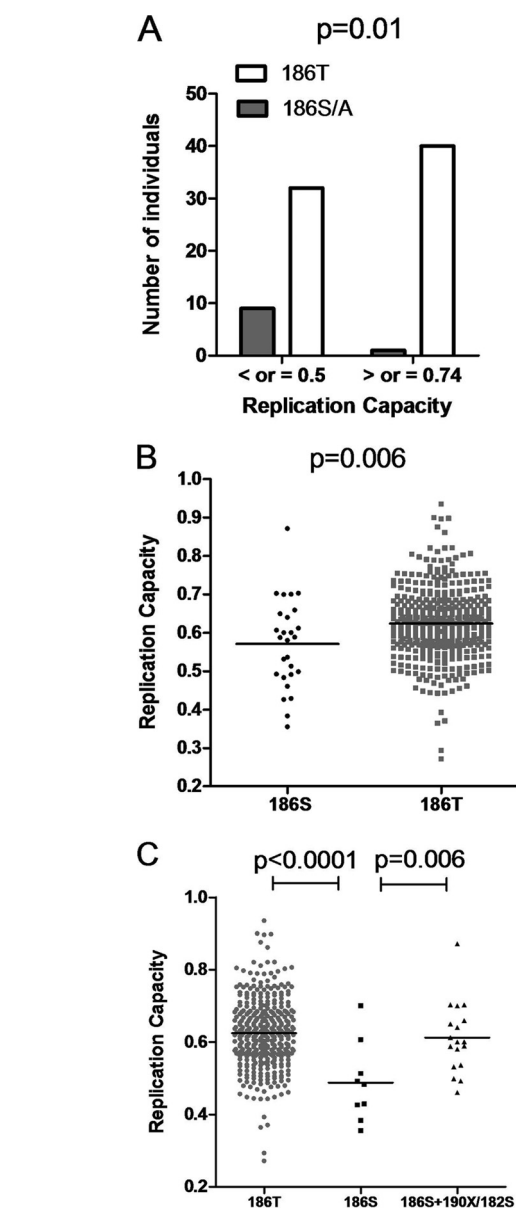 A
p=0.01
186T
186S/A
50
40
30
20
10
0
Number of individuals
< or = 0.5
> or = 0.74
Replication Capacity
B
p=0.006
1.0
0.9
0.8
0.7
0.6
0.5
0.4
0.3
0.2
Replication Capacity
186S
186T
C
p<0.0001
p=0.006
1.0
0.8
0.6
0.4
0.2
Replication Capacity
186T
186S
186S+190X/182S